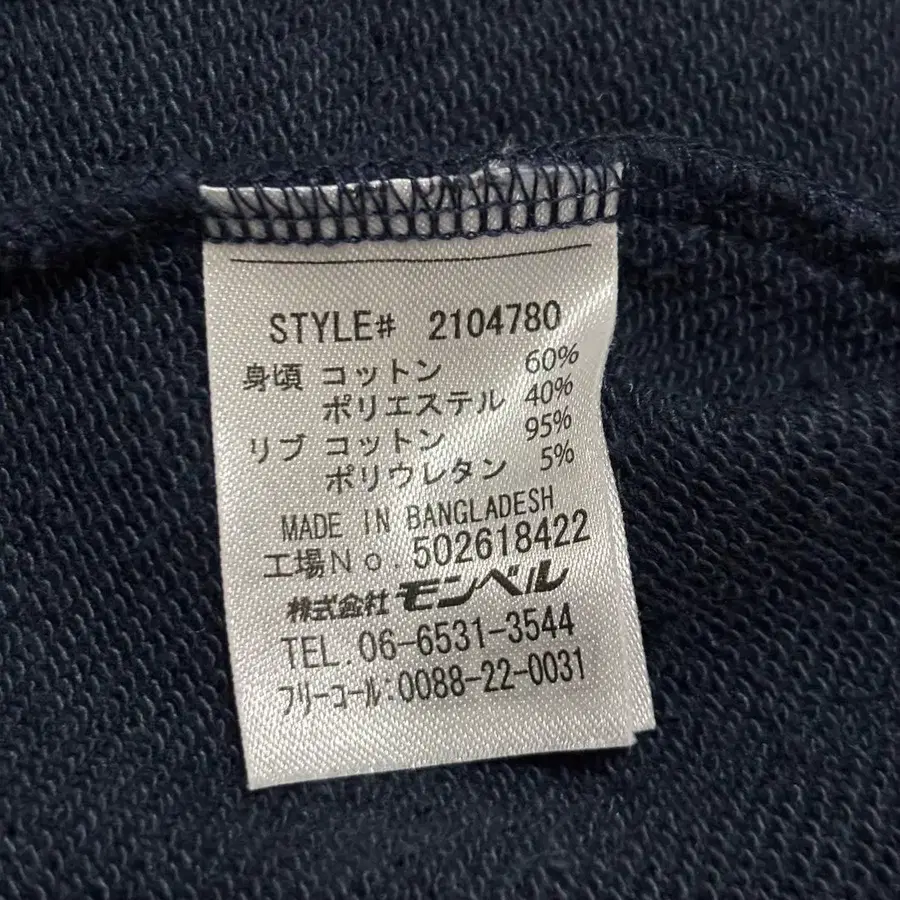 STYLE# 2104780
身頃 コットン 60%
ポリエステル 40%
リブ コットン 95%
ポリウレタン 5%
MADE IN BANGLADESH
工場No. 502618422
株式会社 モンベル
TEL.06-6531-3544
フリーコール:0088-22-0031